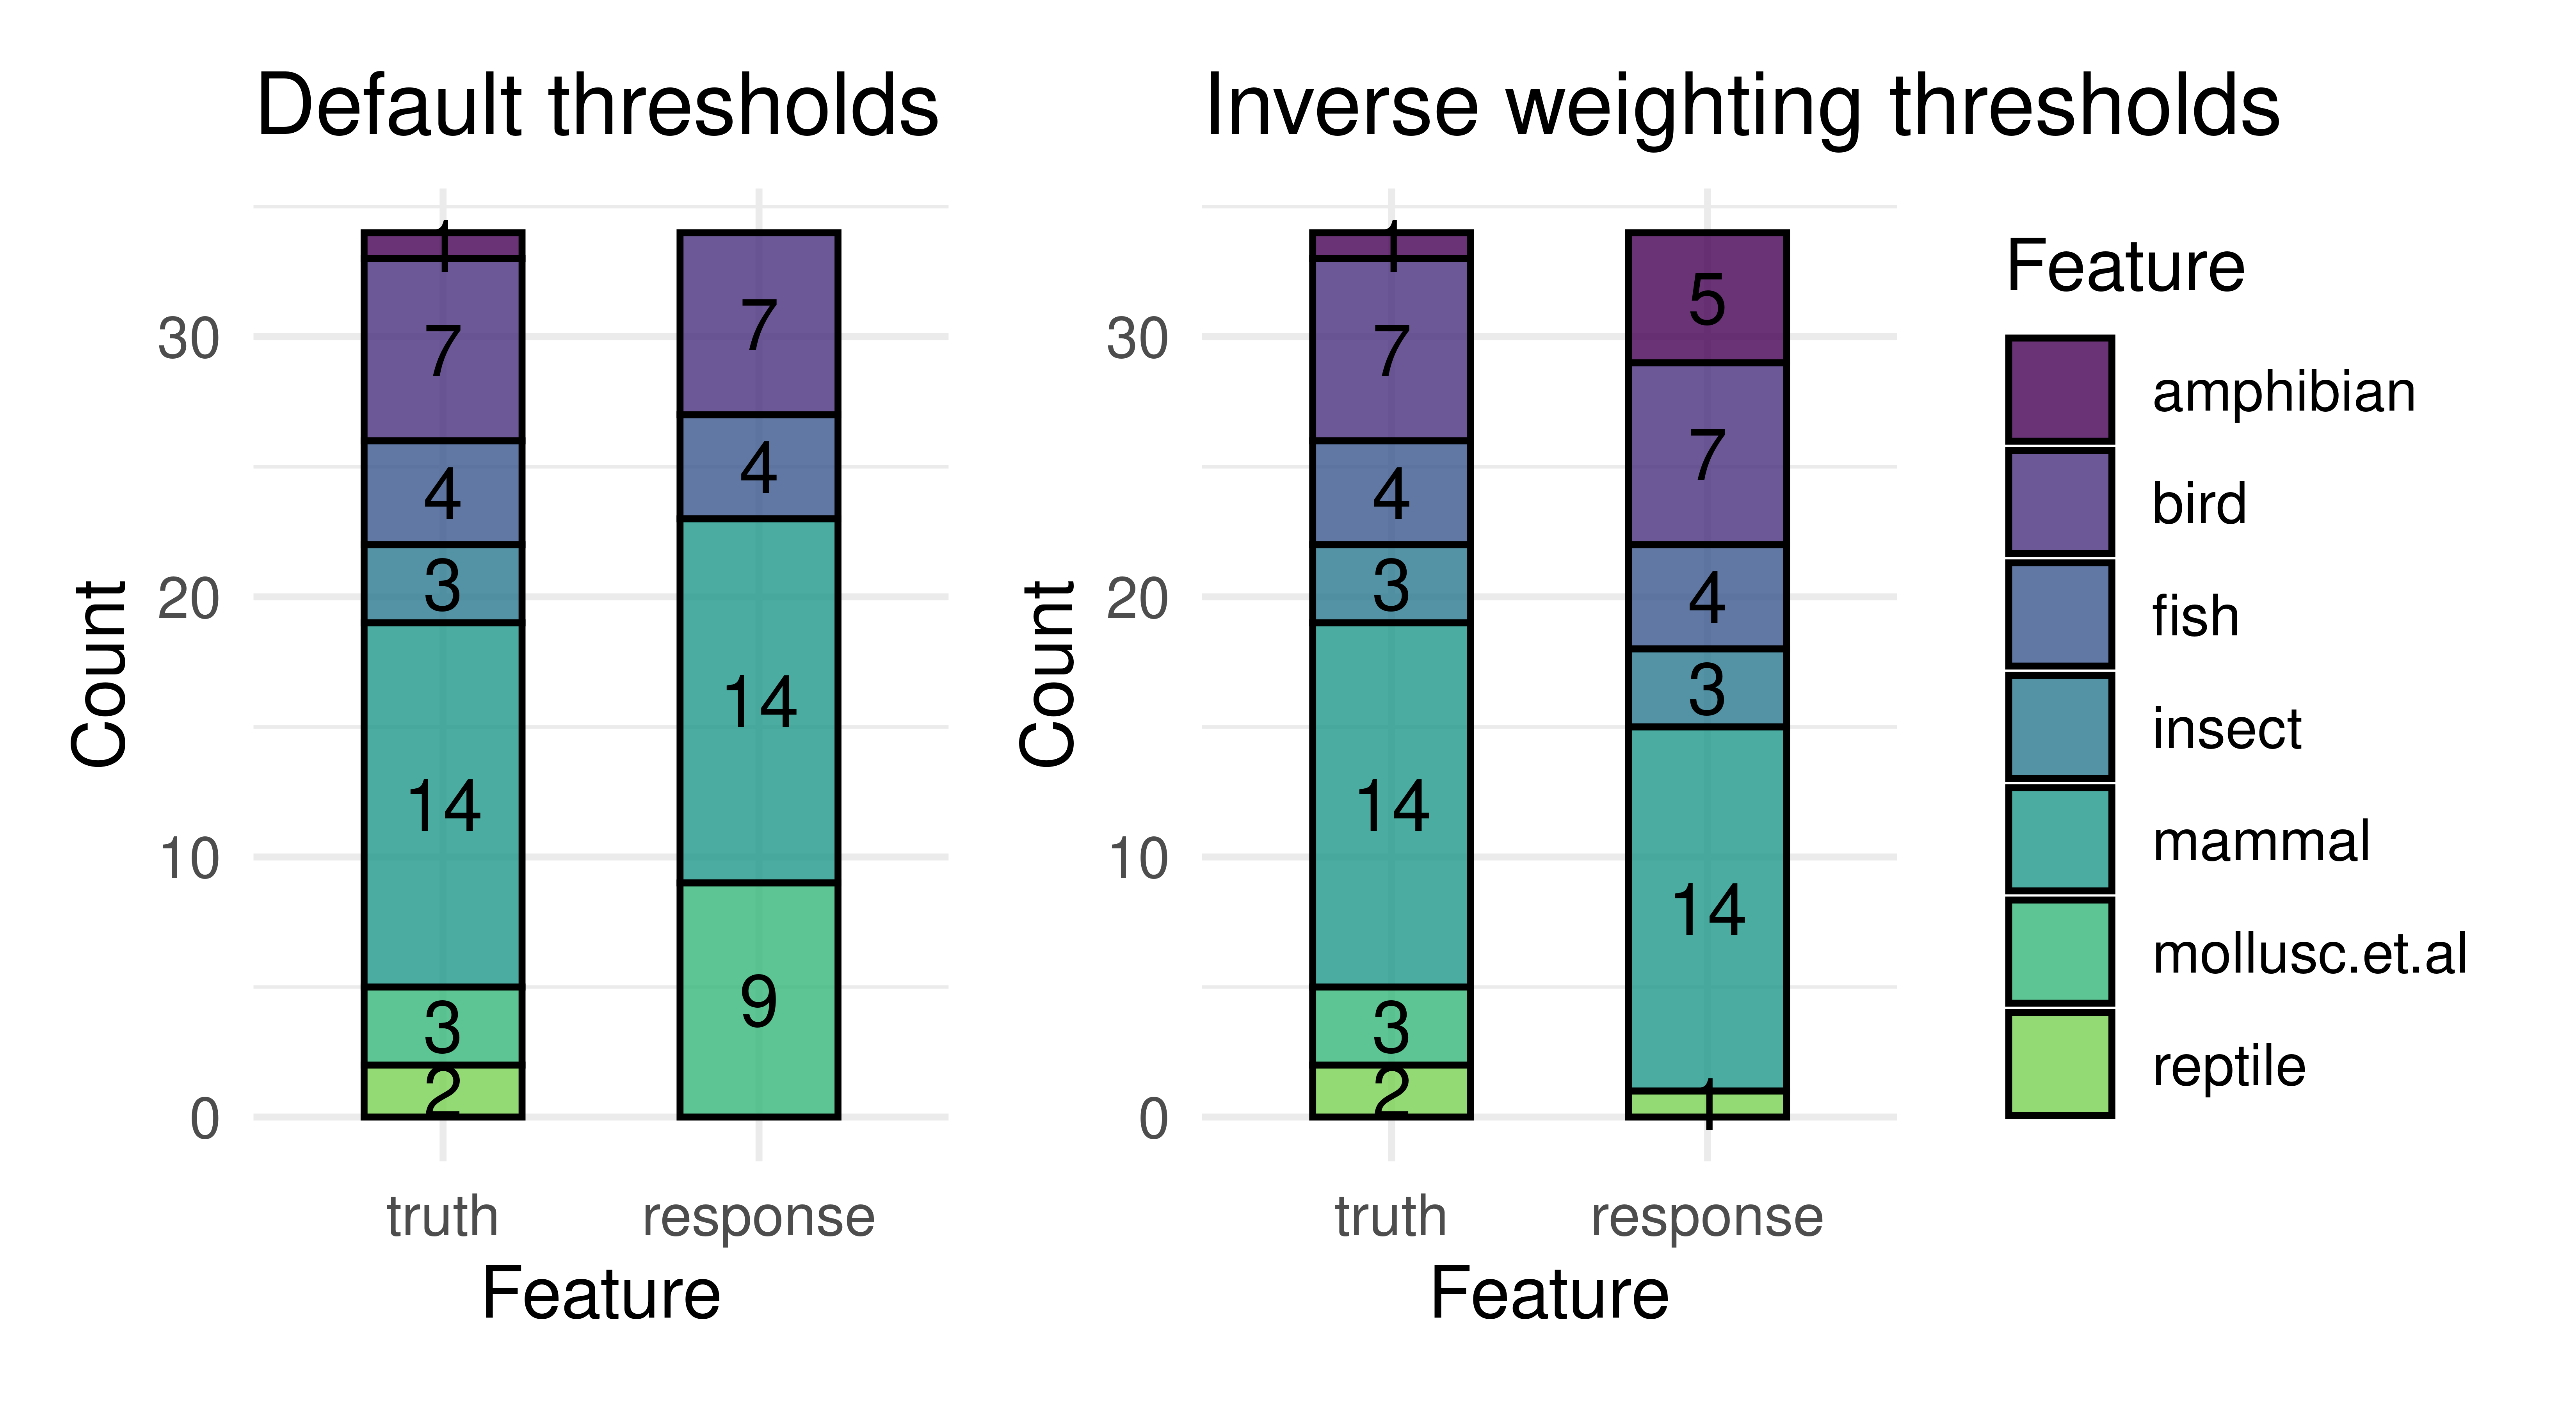 Default thresholds
Count
30
20
10
0
1
7
4
3
14
3
2
7
4
14
9
truth
response
Feature
Inverse weighting thresholds
Count
30
20
10
0
1
7
4
3
14
3
2
5
7
4
3
14
1
truth
response
Feature
Feature
amphibian
bird
fish
insect
mammal
mollusc.et.al
reptile